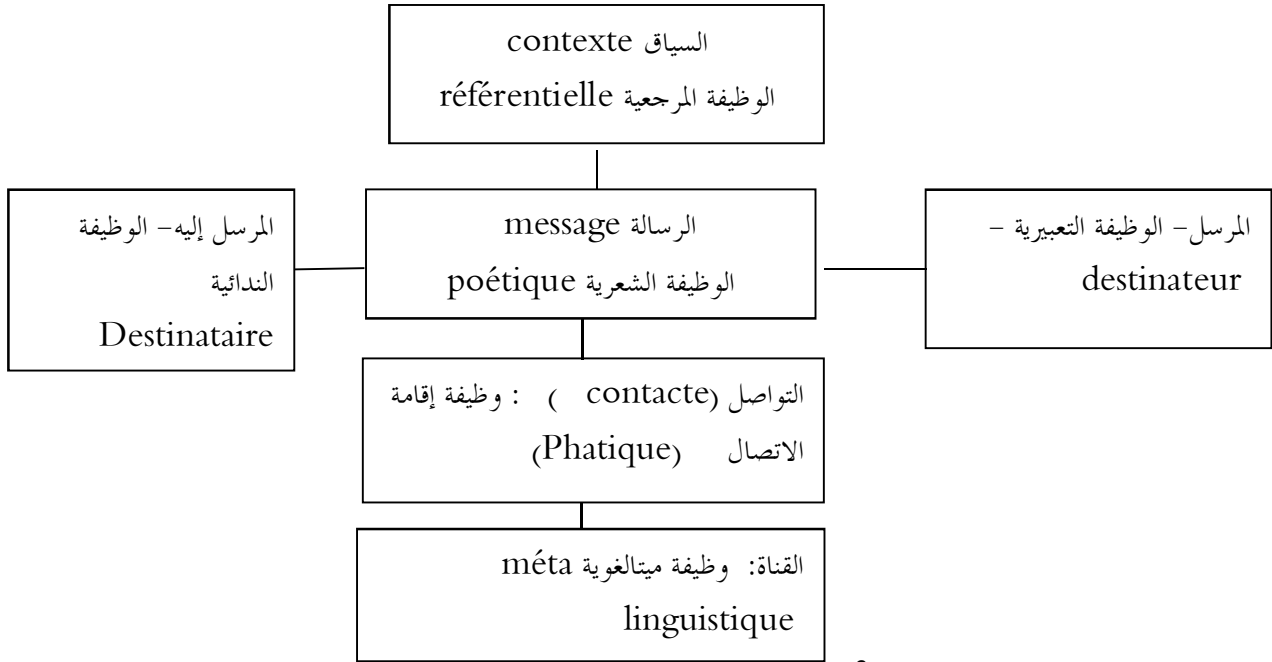 السياق contexte
الوظيفة المرجعية référentielle
المرسل– الوظيفة التعبيرية –
destinateur
الرسالة message
الوظيفة الشعرية poétique
المرسل إليه– الوظيفة
الندائية
Destinataire
التواصل (contacte ) : وظيفة إقامة
الاتصال (Phatique)
القناة: وظيفة ميتالغوية méta
linguistique